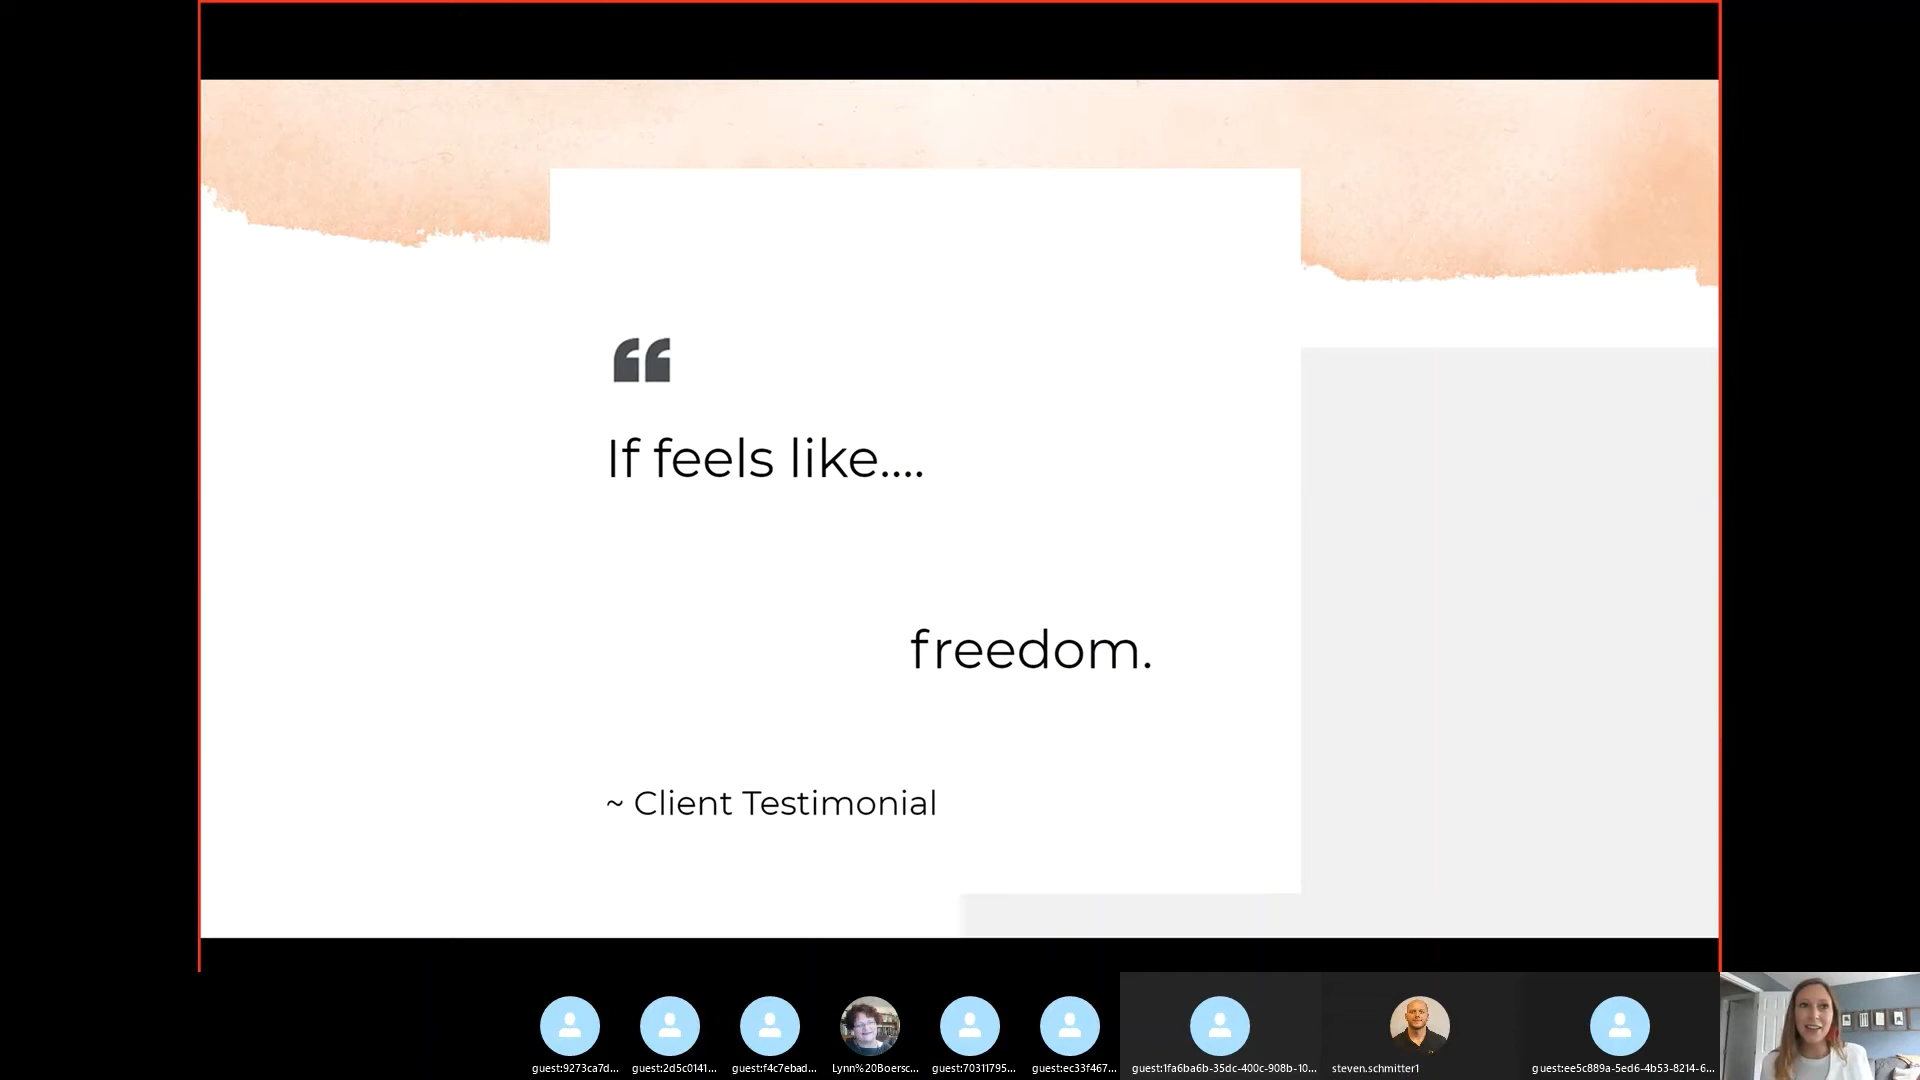 “
If feels like....
freedom.
~ Client Testimonial
guest:9273ca7d...
guest:2d5c0141...
guest:f4c7ebad...
Lynn%20Boersc...
guest:70311795...
guest:ec33f467...
guest:1fa6ba6b-35dc-400c-908b-10...
steven.schmitter1
guest:ee5c889a-5ed6-4b53-8214-6...